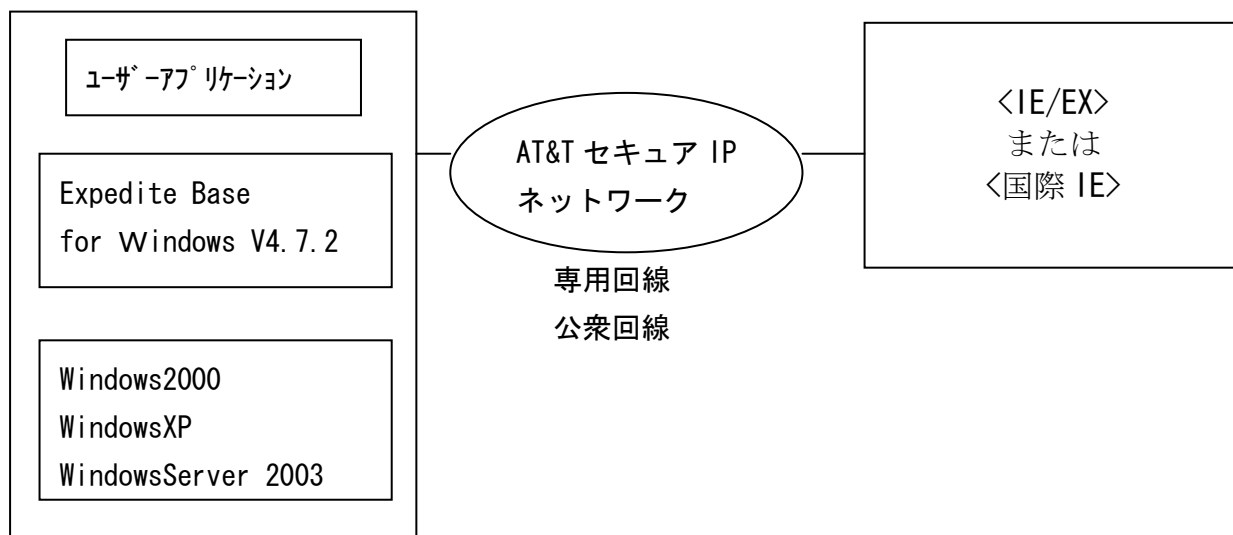 ﾕｰｻﾞｰｱﾌﾟﾘｹｰｼｮﾝ
Expedite Base
for Windows V4.7.2
Windows2000
WindowsXP
WindowsServer 2003
AT&T セキュア IP
ネットワーク
専用回線
公衆回線
<IE/EX>
または
<国際 IE>